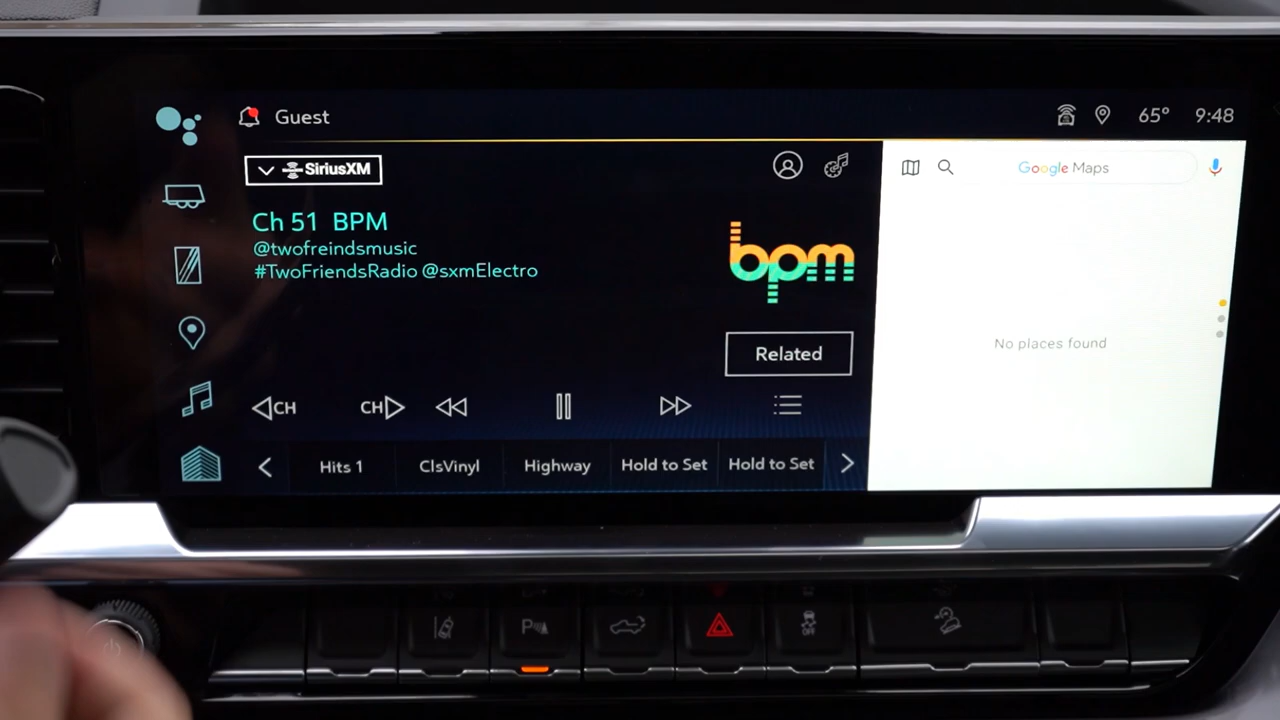 Guest
65° 9:48
SiriusXM
Google Maps
Ch 51 BPM
@twofreindsmusic
#TwoFriendsRadio @sxmElectro
bpm
Related
No places found
CH CH
Hits 1 ClsVinyl Highway Hold to Set Hold to Set
P OFF